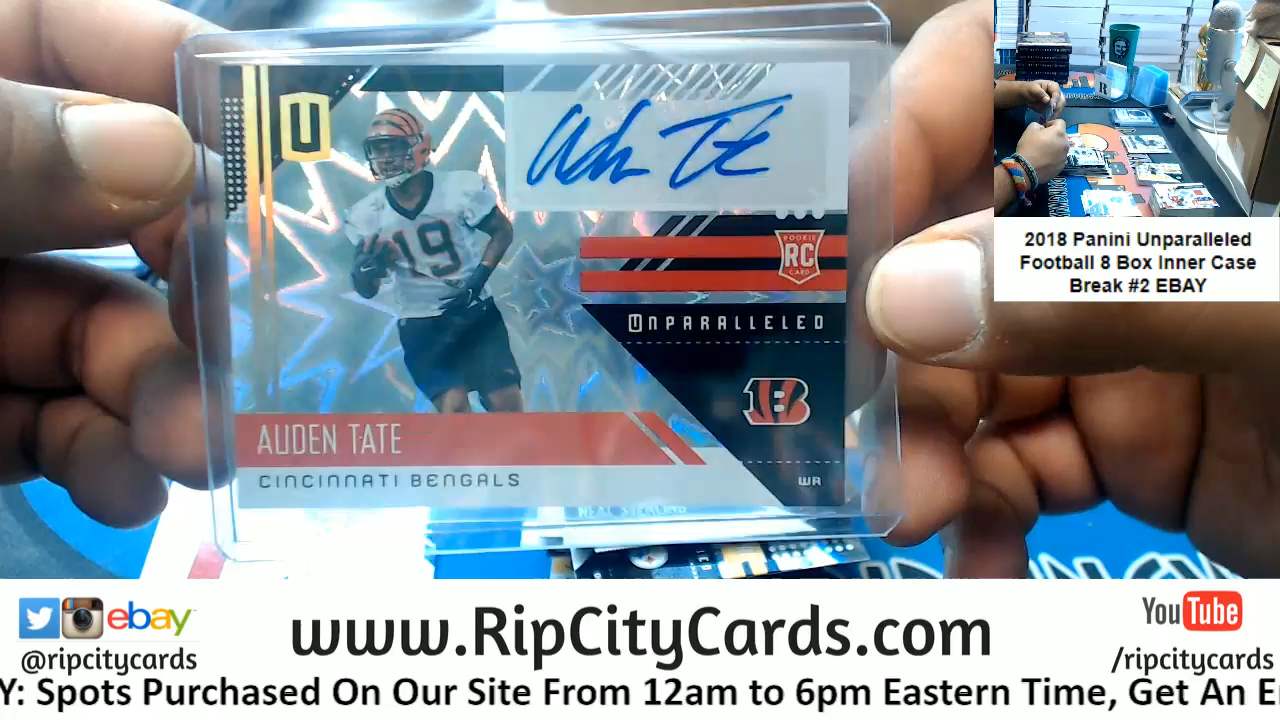 U
19
ROOKIE
RC
CARD
UNPARALLELED
B
AUDEN TATE
CINCINNATI BENGALS
WR
NEAL STERLING
2018 Panini Unparalleled
Football 8 Box Inner Case
Break #2 EBAY
ebay
@ripcitycards
www.RipCityCards.com
YouTube
/ripcitycards
Y: Spots Purchased On Our Site From 12am to 6pm Eastern Time, Get An